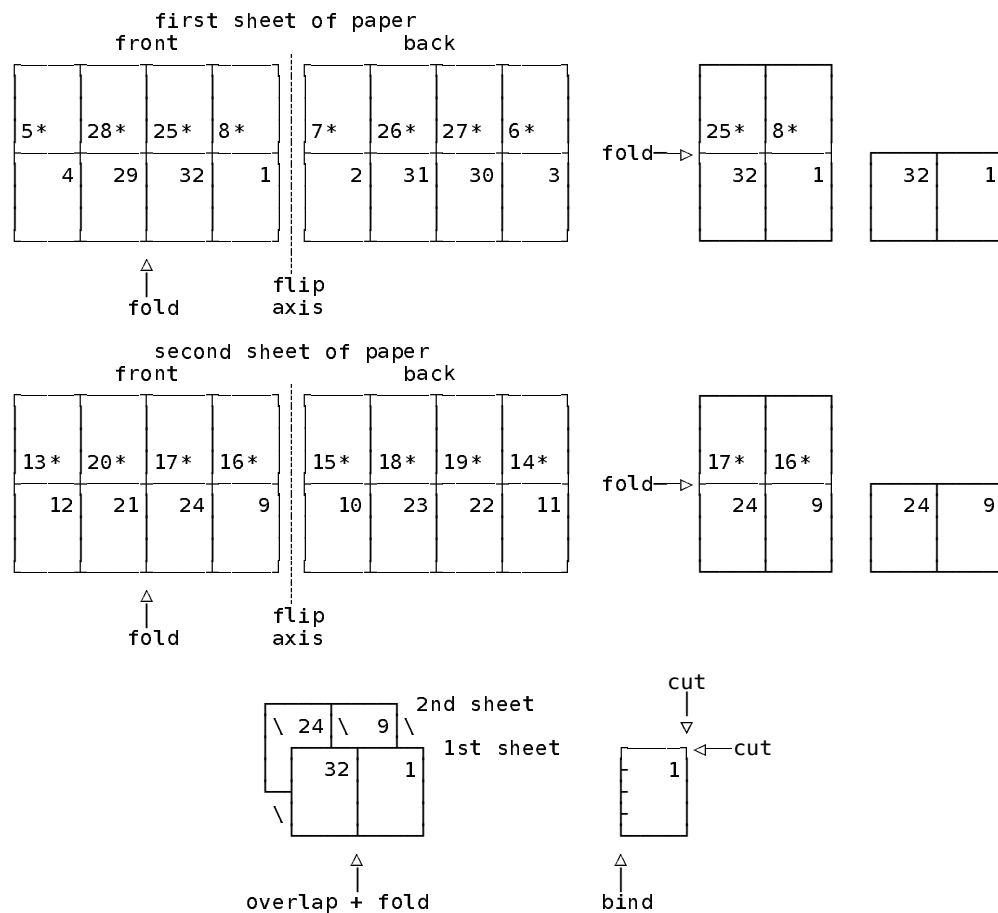 first sheet of paper
front back
5* 28* 25* 8* 7* 26* 27* 6* 25* 8*
fold
4 29 32 1 2 31 30 3 32 1 32 1
flip
fold axis
second sheet of paper
front back
13* 20* 17* 16* 15* 18* 19* 14* 17* 16*
fold
12 21 24 9 10 23 22 11 24 9 24 9
flip
fold axis
cut
2nd sheet
\ 24 \ 9 \
1st sheet cut
32 1 1
\
overlap + fold bind